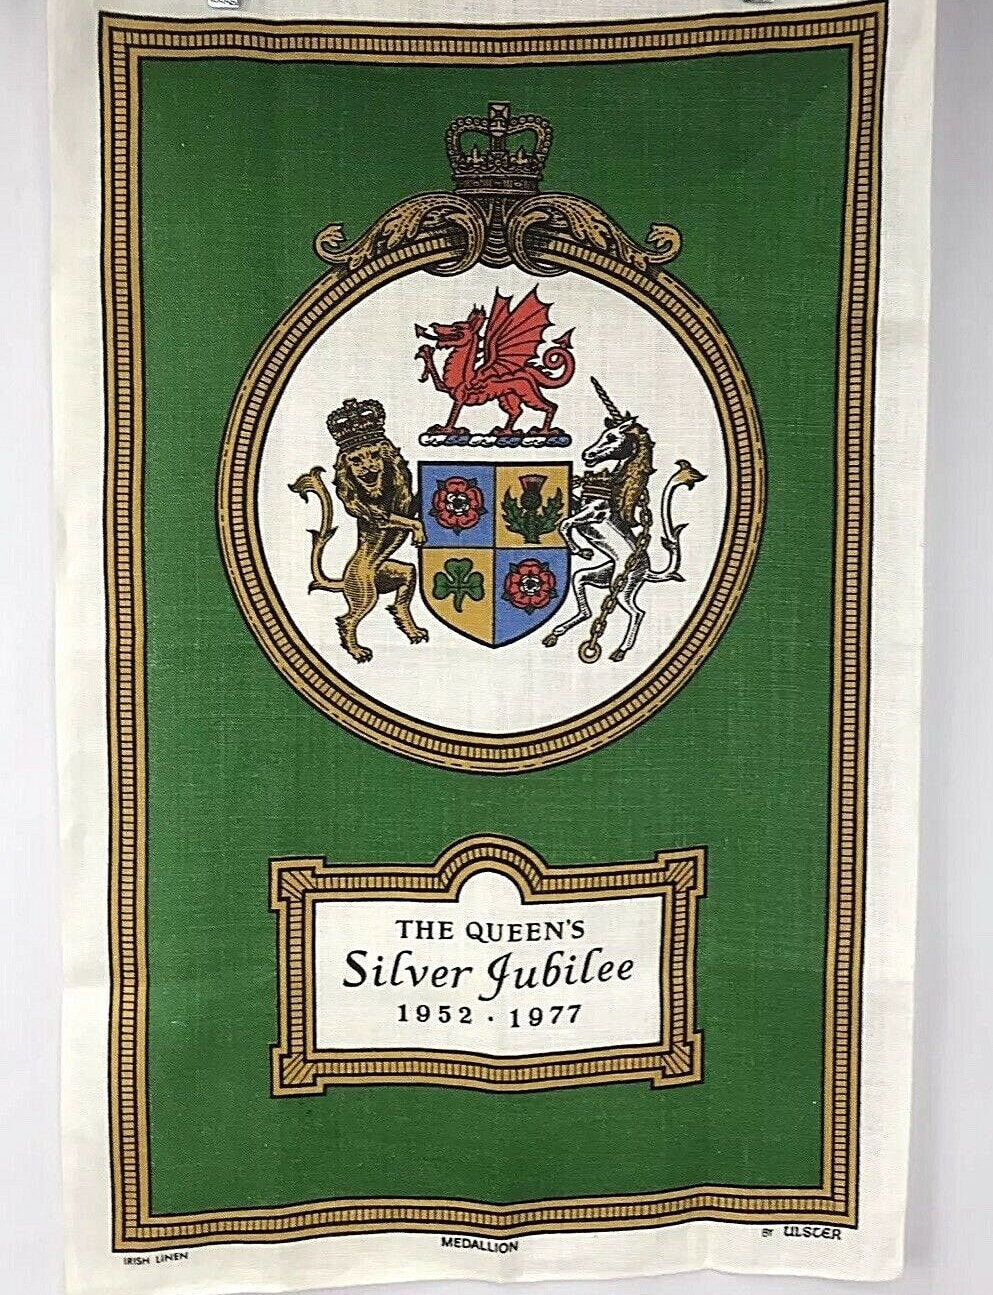 THE QUEEN'S
Silver Jubilee
1952 · 1977
IRISH LINEN
MEDALLION
BY ULSTER